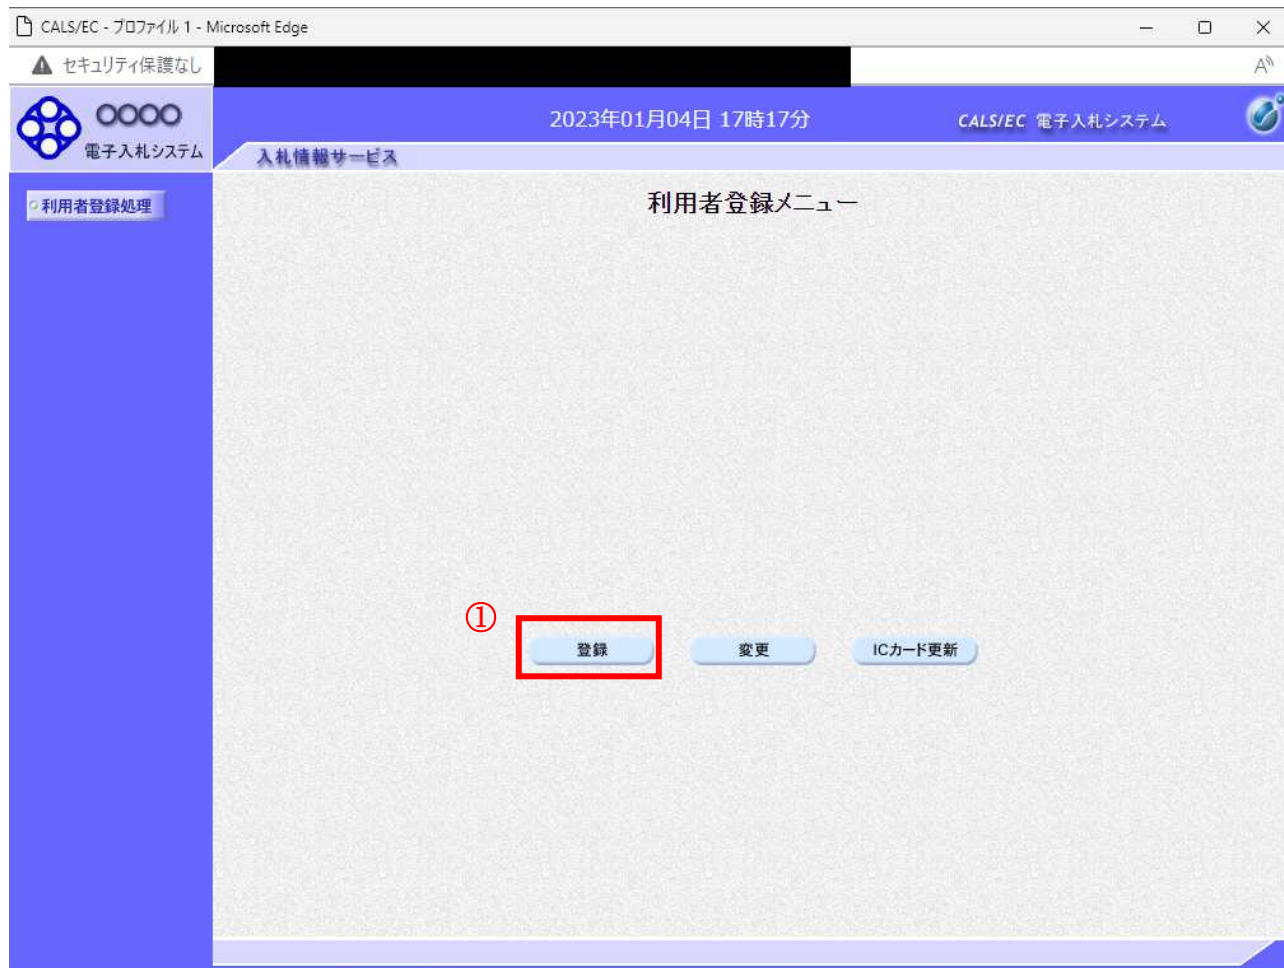 CALS/EC - プロファイル 1 - Microsoft Edge
セキュリティ保護なし
A
〇〇〇〇
電子入札システム
2023年01月04日 17時17分
CALS/EC 電子入札システム
入札情報サービス
利用者登録処理
利用者登録メニュー
①
登録
変更
ICカード更新